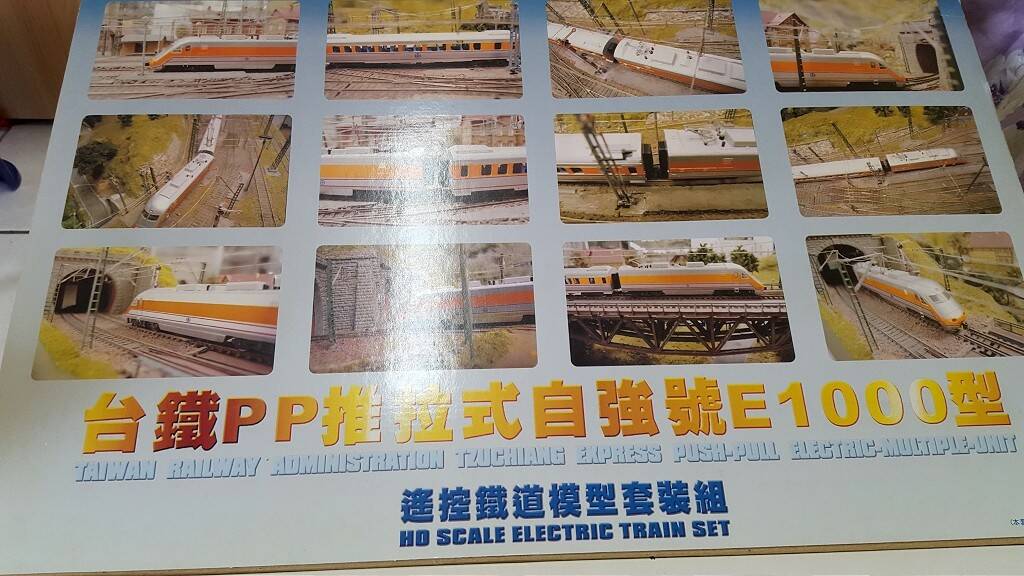 台鐵PP推拉式自強號E1000型
TAIWAN RAILWAY ADMINISTRATION TZUCHIANG EXPRESS PUSH-PULL ELECTRIC-MULTIPLE-UNIT
遙控鐵道模型套裝組
HO SCALE ELECTRIC TRAIN SET